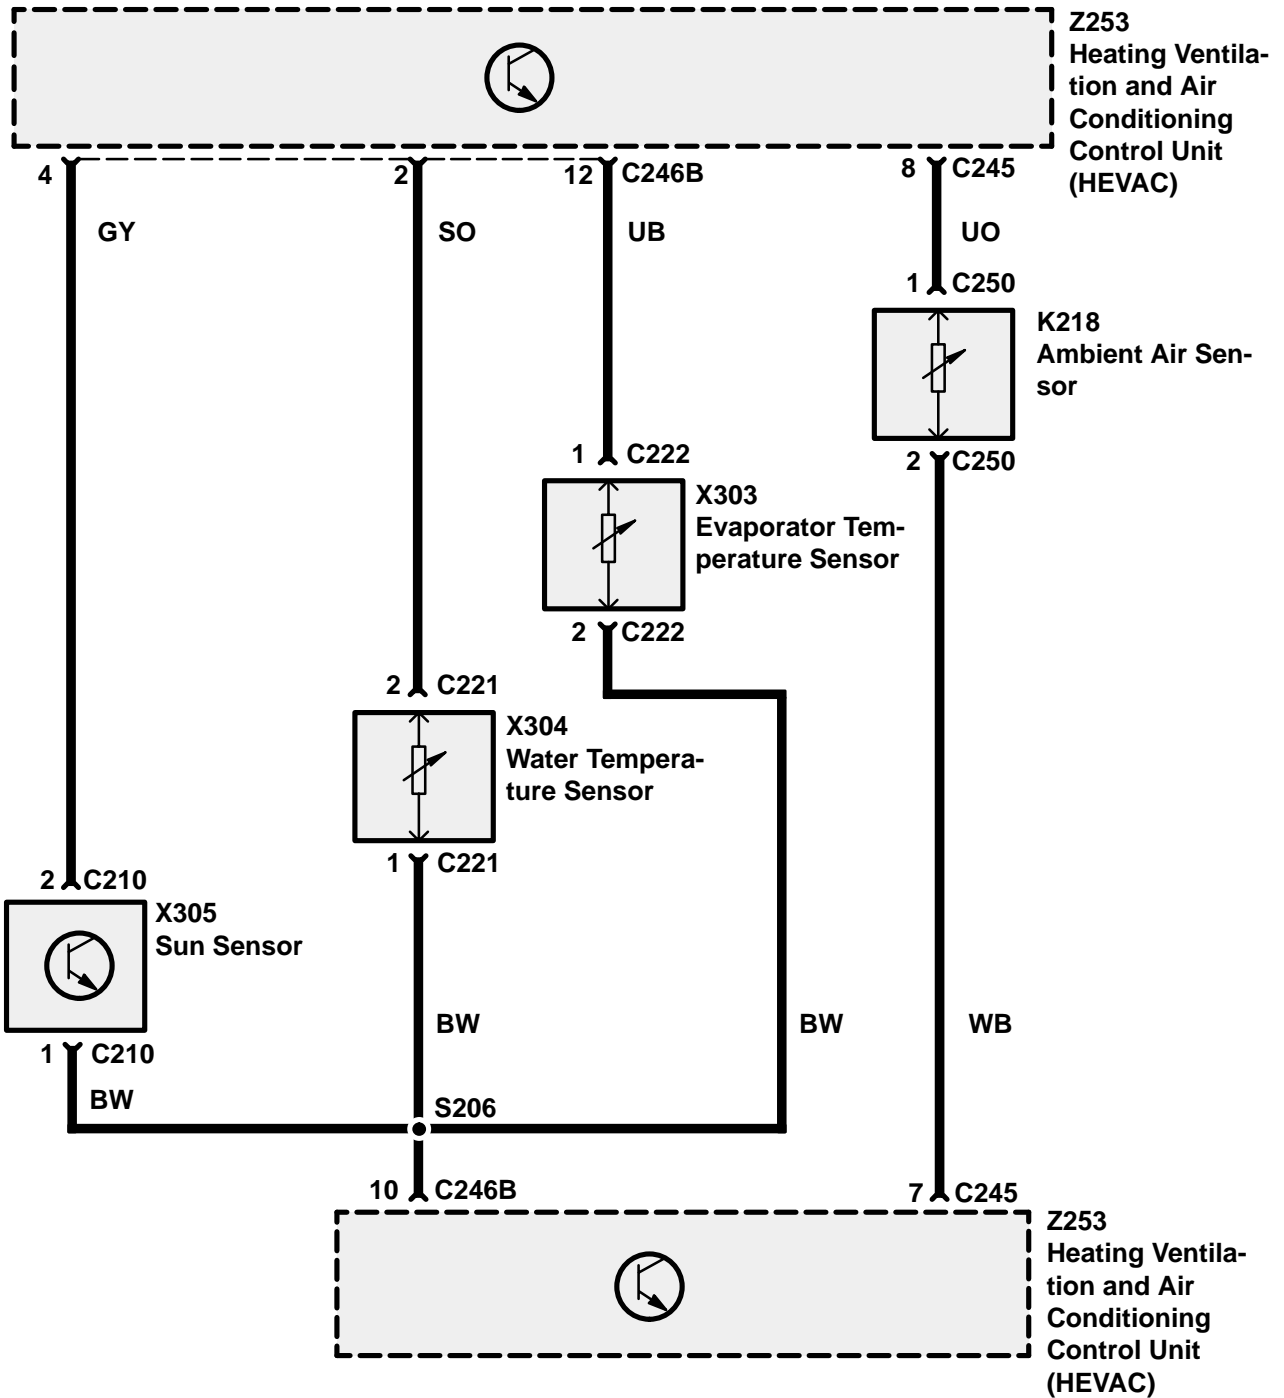 Z253
Heating Ventila-
tion and Air
Conditioning
Control Unit
(HEVAC)
4
2
12 C246B
8 C245
GY
SO
UB
UO
1 C250
K218
Ambient Air Sen-
sor
2 C250
1 C222
X303
Evaporator Tem-
perature Sensor
2 C222
2 C221
X304
Water Tempera-
ture Sensor
1 C221
2 C210
X305
Sun Sensor
1 C210
BW
BW
BW
WB
S206
10 C246B
7 C245
Z253
Heating Ventila-
tion and Air
Conditioning
Control Unit
(HEVAC)